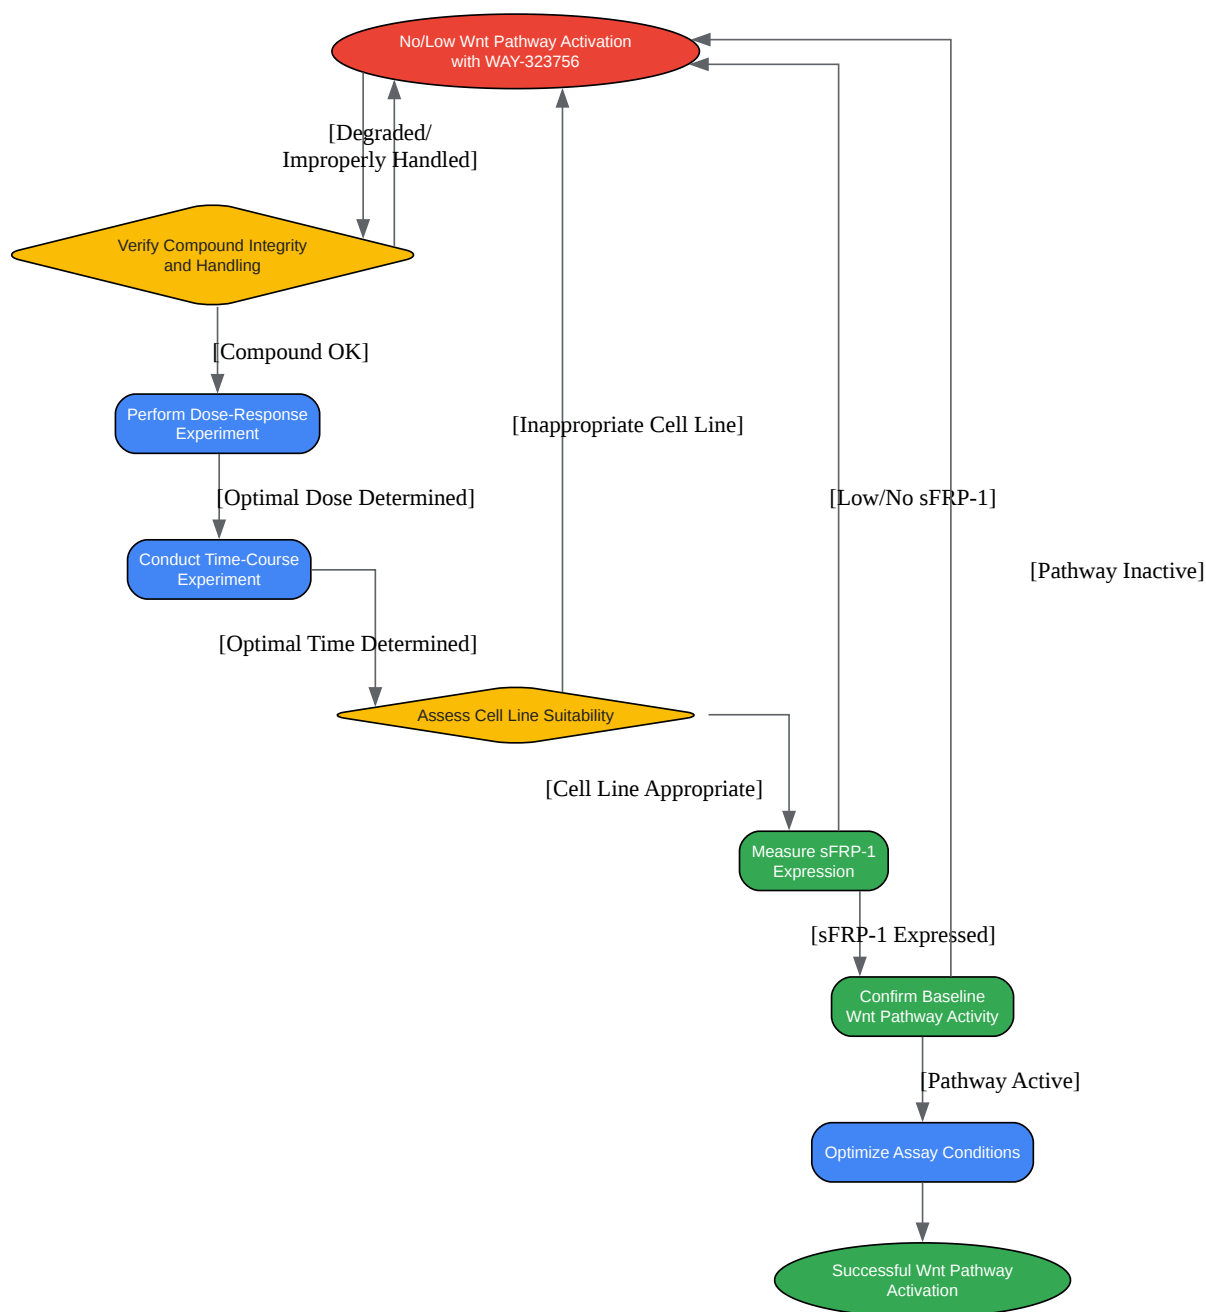 No/Low Wnt Pathway Activation
with WAY-323756
[Degraded/
Improperly Handled]
Verify Compound Integrity
and Handling
[Compound OK]
Perform Dose-Response
Experiment
[Inappropriate Cell Line]
[Optimal Dose Determined]
[Low/No sFRP-1]
Conduct Time-Course
Experiment
[Pathway Inactive]
[Optimal Time Determined]
Assess Cell Line Suitability
[Cell Line Appropriate]
Measure sFRP-1
Expression
[sFRP-1 Expressed]
Confirm Baseline
Wnt Pathway Activity
[Pathway Active]
Optimize Assay Conditions
Successful Wnt Pathway
Activation